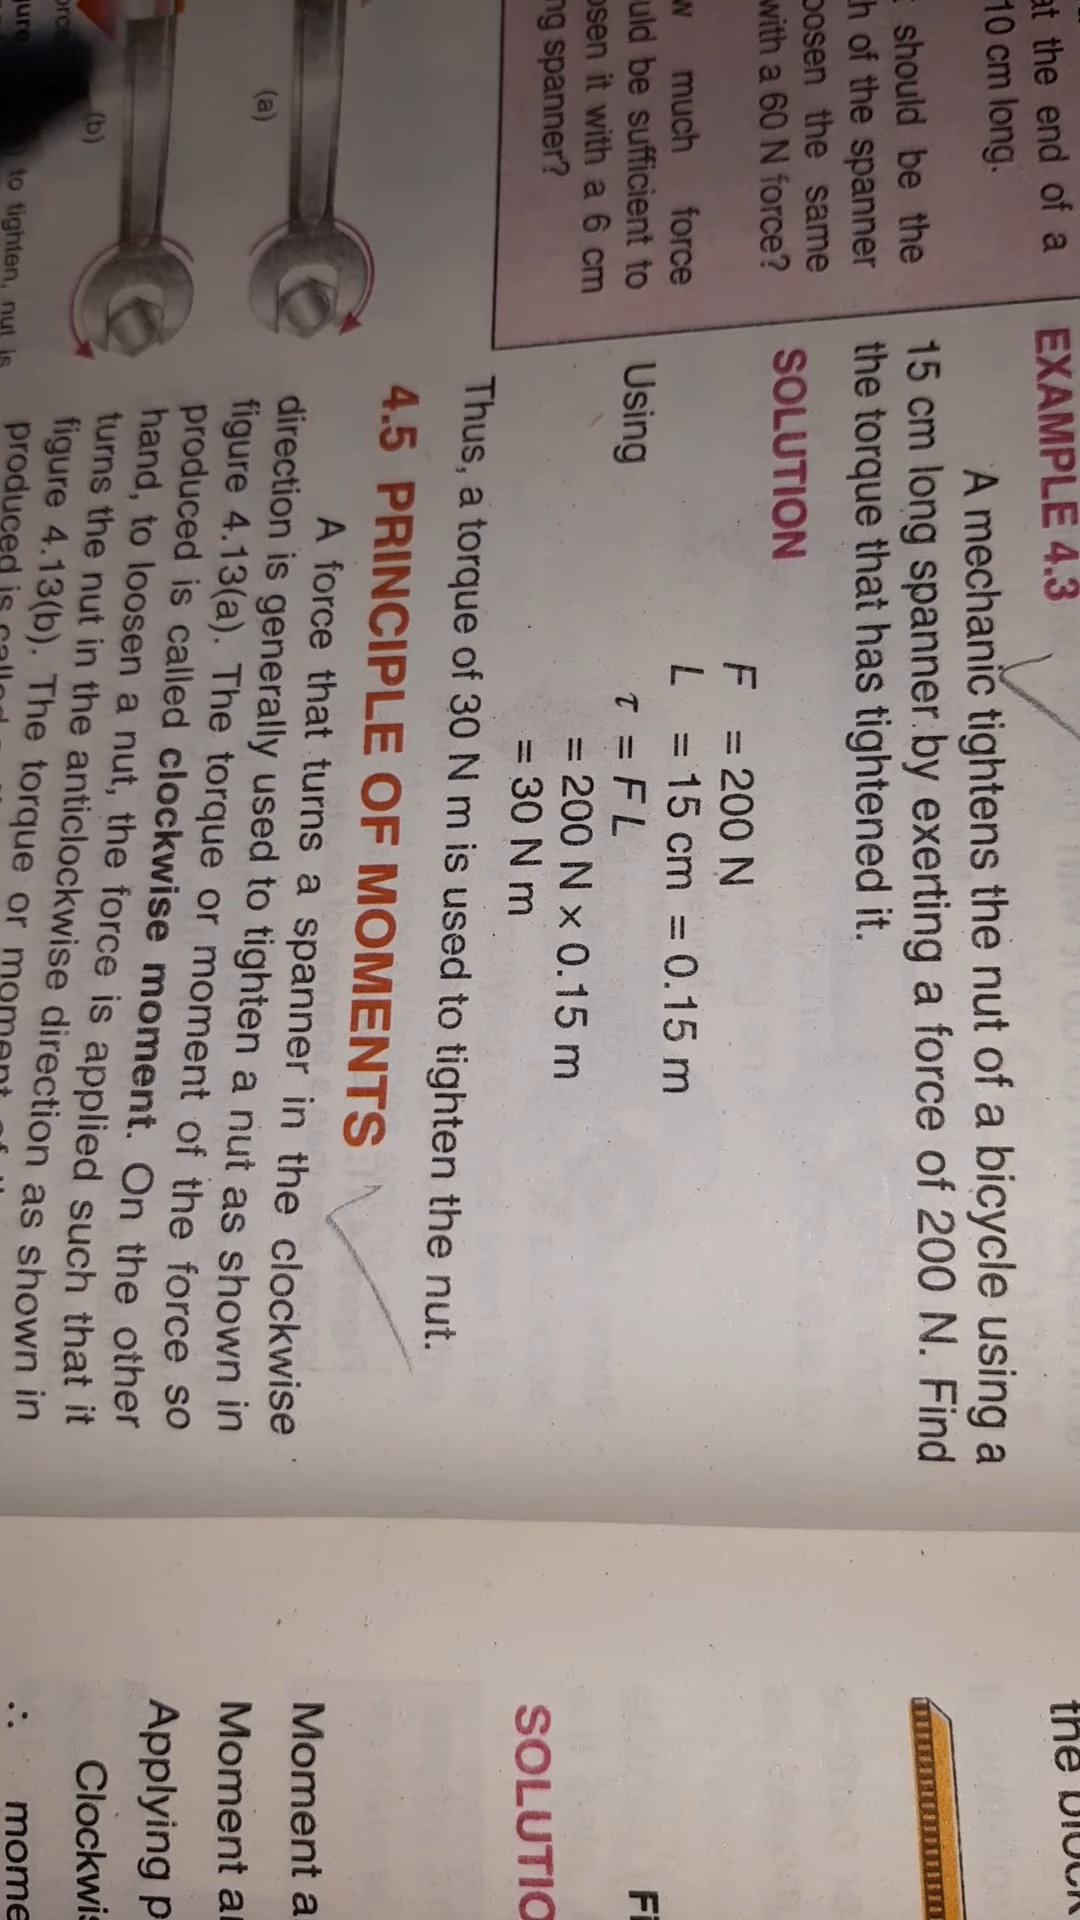 at the end of a
10 cm long.
should be the
h of the spanner
oosen the same
with a 60 N force?
w much force
uld be sufficient to
osen it with a 6 cm
ng spanner?
(a)
(b)
to tighten, nut is
EXAMPLE 4.3
A mechanic tightens the nut of a bicycle using a
15 cm long spanner by exerting a force of 200 N. Find
the torque that has tightened it.
SOLUTION
F = 200 N
L = 15 cm = 0.15 m
Using τ = F L
= 200 N x 0.15 m
= 30 N m
Thus, a torque of 30 N m is used to tighten the nut.
4.5 PRINCIPLE OF MOMENTS
A force that turns a spanner in the clockwise
direction is generally used to tighten a nut as shown in
figure 4.13(a). The torque or moment of the force so
produced is called clockwise moment. On the other
hand, to loosen a nut, the force is applied such that it
turns the nut in the anticlockwise direction as shown in
figure 4.13(b). The torque or moment of
produced is
the block
Fi
SOLUTIO
Moment a
Moment a
Applying p
Clockwi
∴ mome